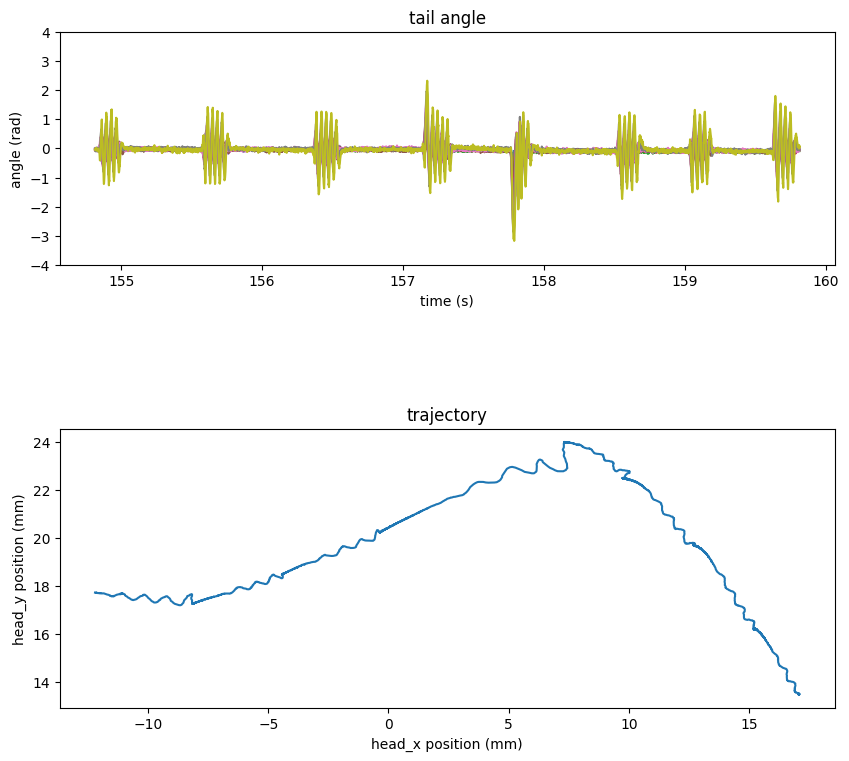 tail angle
4
3
2
1
0
−1
−2
−3
−4
angle (rad)
155 156 157 158 159 160
time (s)
trajectory
24
22
20
18
16
14
head_y position (mm)
−10 −5 0 5 10 15
head_x position (mm)